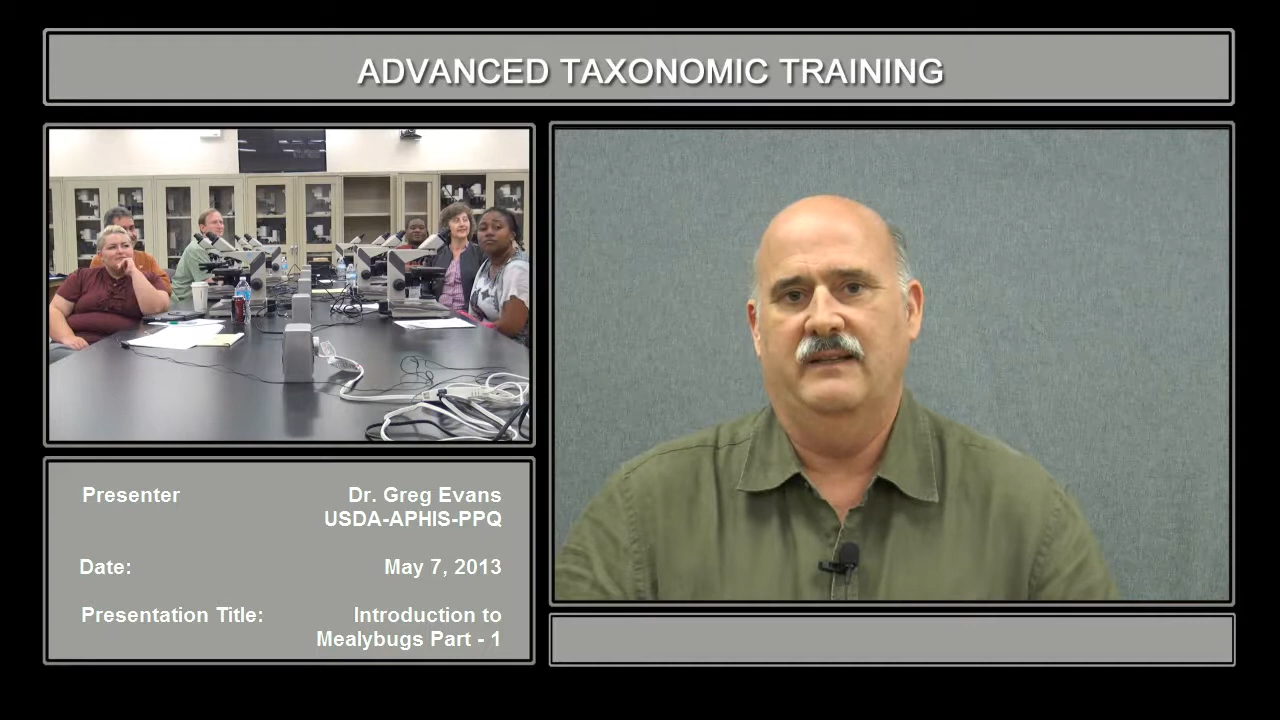 ADVANCED TAXONOMIC TRAINING
Presenter Dr. Greg Evans
USDA-APHIS-PPQ
Date: May 7, 2013
Presentation Title: Introduction to
Mealybugs Part - 1